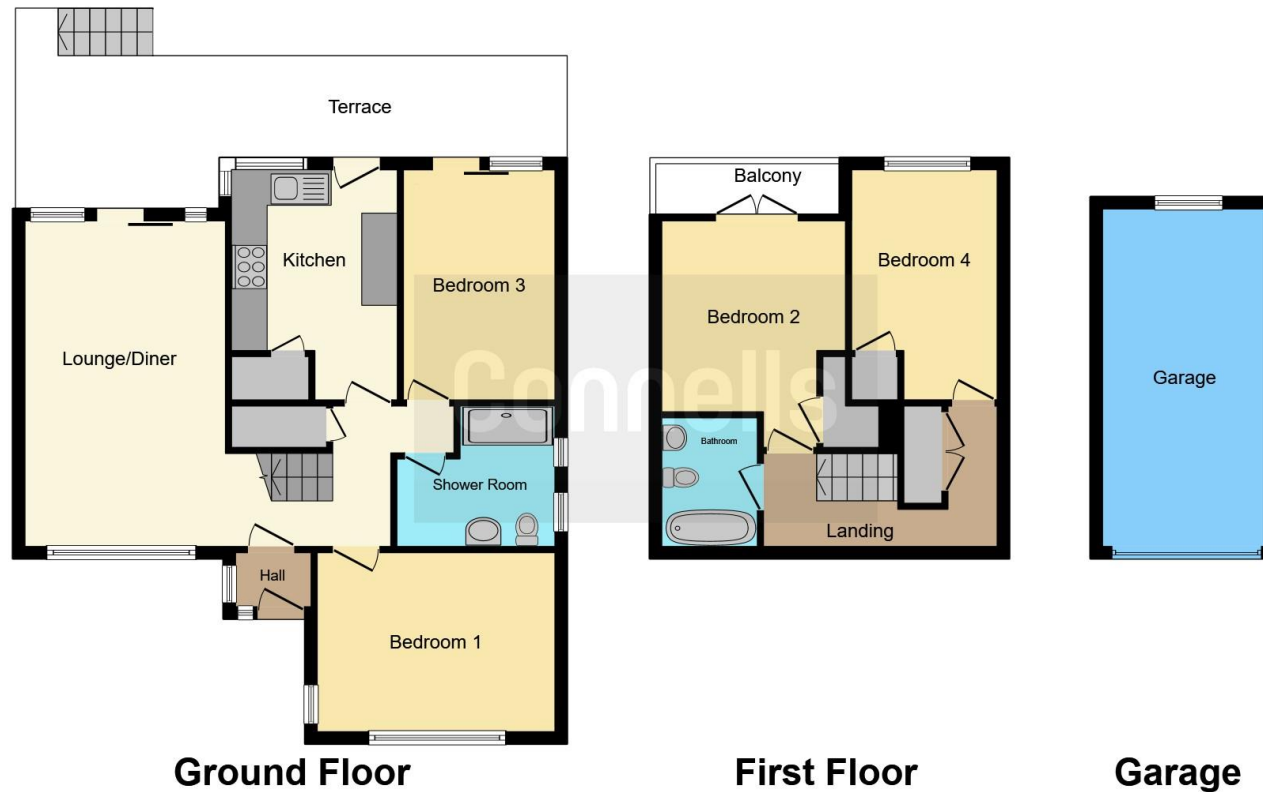 Terrace
Kitchen
Bedroom 3
Lounge/Diner
Shower Room
Hall
Bedroom 1
Ground Floor
Balcony
Bedroom 4
Bedroom 2
Bathroom
Landing
First Floor
Garage
Garage
Connells